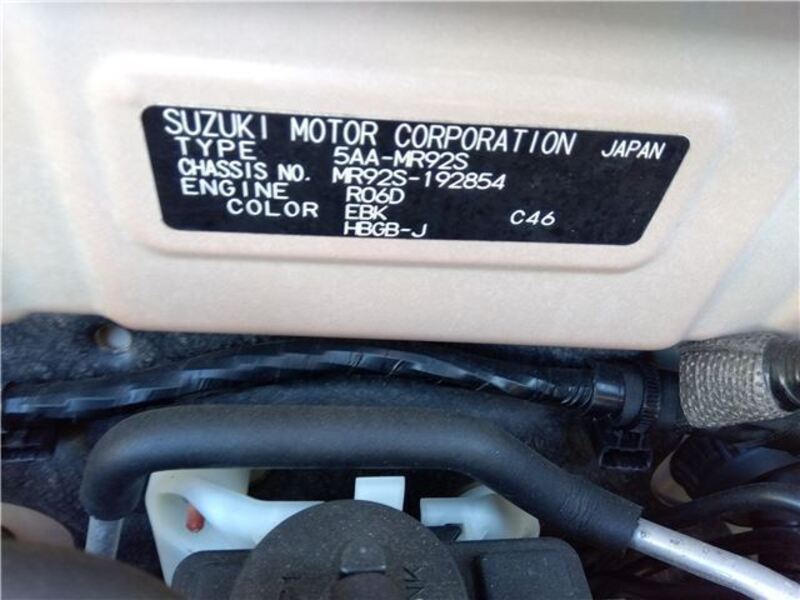 SUZUKI MOTOR CORPORATION JAPAN
TYPE 5AA-MR92S
CHASSIS NO. MR92S-192854
ENGINE R06D
COLOR EBK C46
HBGB-J